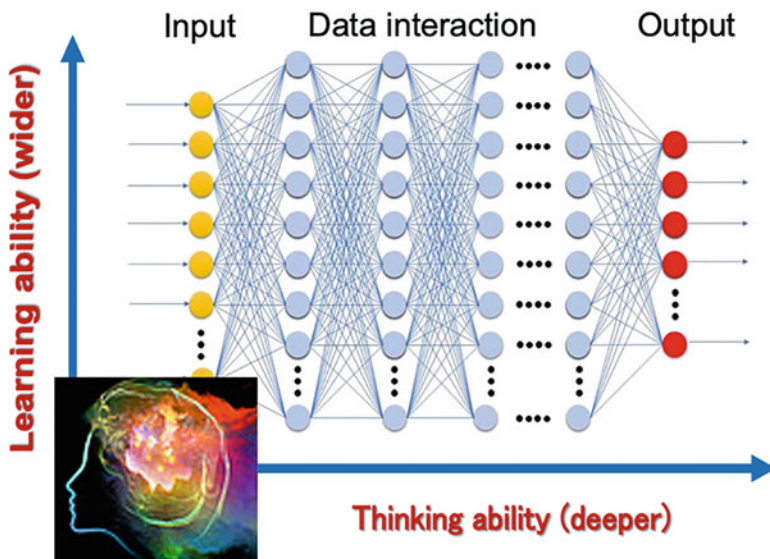 Input Data interaction Output
Learning ability (wider)
Thinking ability (deeper)